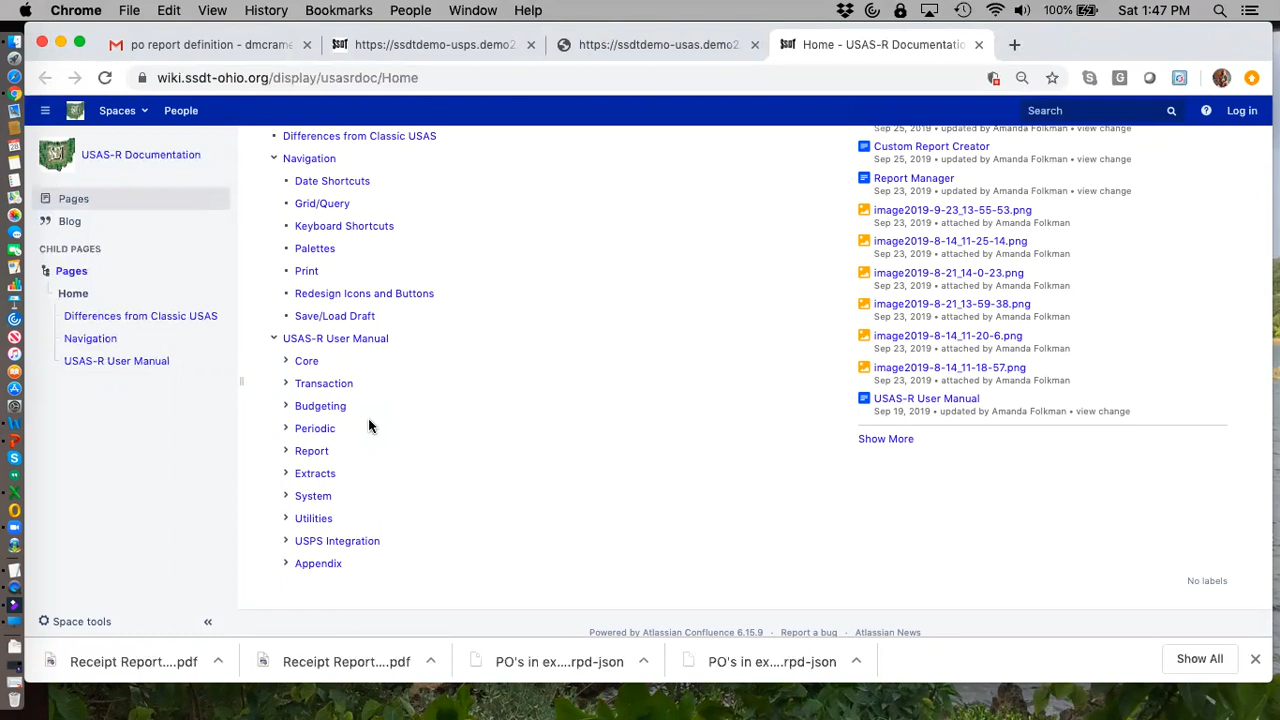 Chrome File Edit View History Bookmarks People Window Help 100% Sat 1:47 PM
po report definition - dmcrame × https://ssdtdemo-usps.demo2. × https://ssdtdemo-usas.demo2. × Home - USAS-R Documentatio × +
wiki.ssdt-ohio.org/display/usasrdoc/Home
Spaces People Search Log in
USAS-R Documentation
Pages
Blog
CHILD PAGES
Pages
Home
Differences from Classic USAS
Navigation
USAS-R User Manual
Space tools
Differences from Classic USAS
Navigation
Date Shortcuts
Grid/Query
Keyboard Shortcuts
Palettes
Print
Redesign Icons and Buttons
Save/Load Draft
USAS-R User Manual
Core
Transaction
Budgeting
Periodic
Report
Extracts
System
Utilities
USPS Integration
Appendix
Sep 25, 2019 • updated by Amanda Folkman • view change
Custom Report Creator
Sep 25, 2019 • updated by Amanda Folkman • view change
Report Manager
Sep 23, 2019 • updated by Amanda Folkman • view change
image2019-9-23_13-55-53.png
Sep 23, 2019 • attached by Amanda Folkman
image2019-8-14_11-25-14.png
Sep 23, 2019 • attached by Amanda Folkman
image2019-8-21_14-0-23.png
Sep 23, 2019 • attached by Amanda Folkman
image2019-8-21_13-59-38.png
Sep 23, 2019 • attached by Amanda Folkman
image2019-8-14_11-20-6.png
Sep 23, 2019 • attached by Amanda Folkman
image2019-8-14_11-18-57.png
Sep 23, 2019 • attached by Amanda Folkman
USAS-R User Manual
Sep 19, 2019 • updated by Amanda Folkman • view change
Show More
No labels
Powered by Atlassian Confluence 6.15.9 · Report a bug · Atlassian News
Receipt Report....pdf Receipt Report....pdf PO's in ex....rpd-json PO's in ex....rpd-json Show All